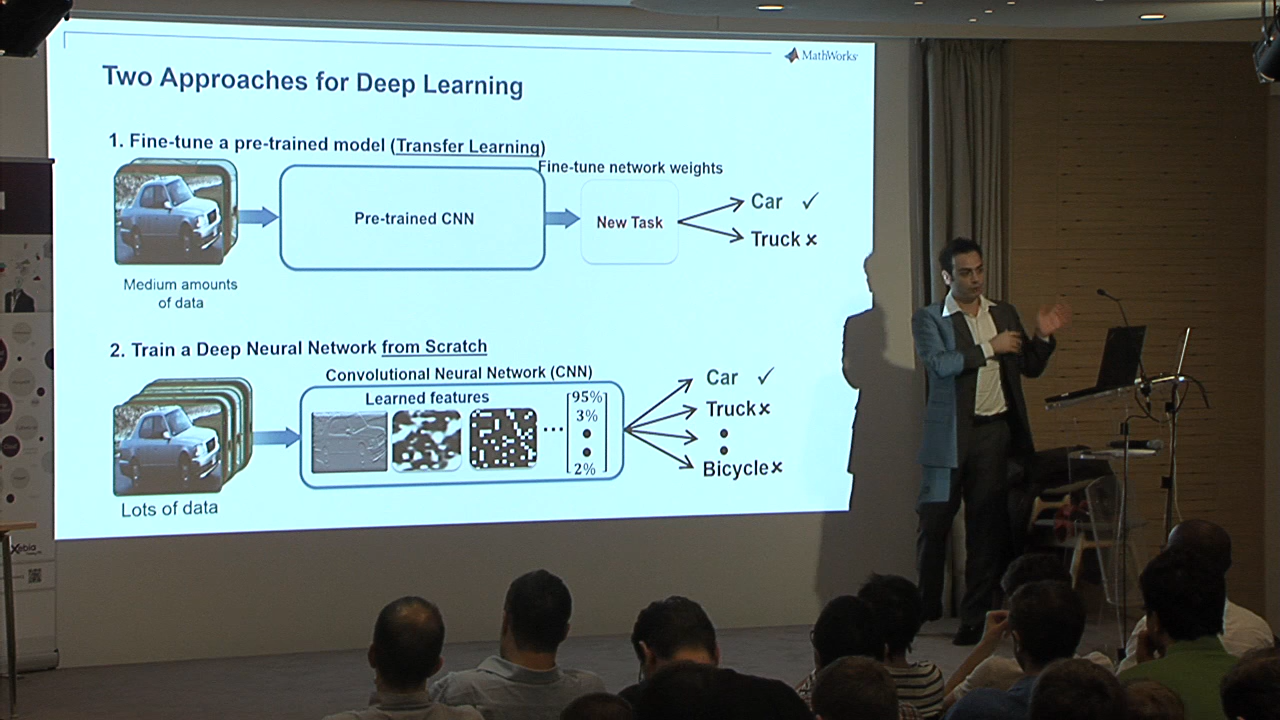 MathWorks
Two Approaches for Deep Learning
1. Fine-tune a pre-trained model (Transfer Learning)
Fine-tune network weights
Pre-trained CNN
New Task
Car ✓
Truck ×
Medium amounts
of data
2. Train a Deep Neural Network from Scratch
Convolutional Neural Network (CNN)
Learned features
95%
3%
2%
Car ✓
Truck ×
Bicycle ×
Lots of data
Xebia